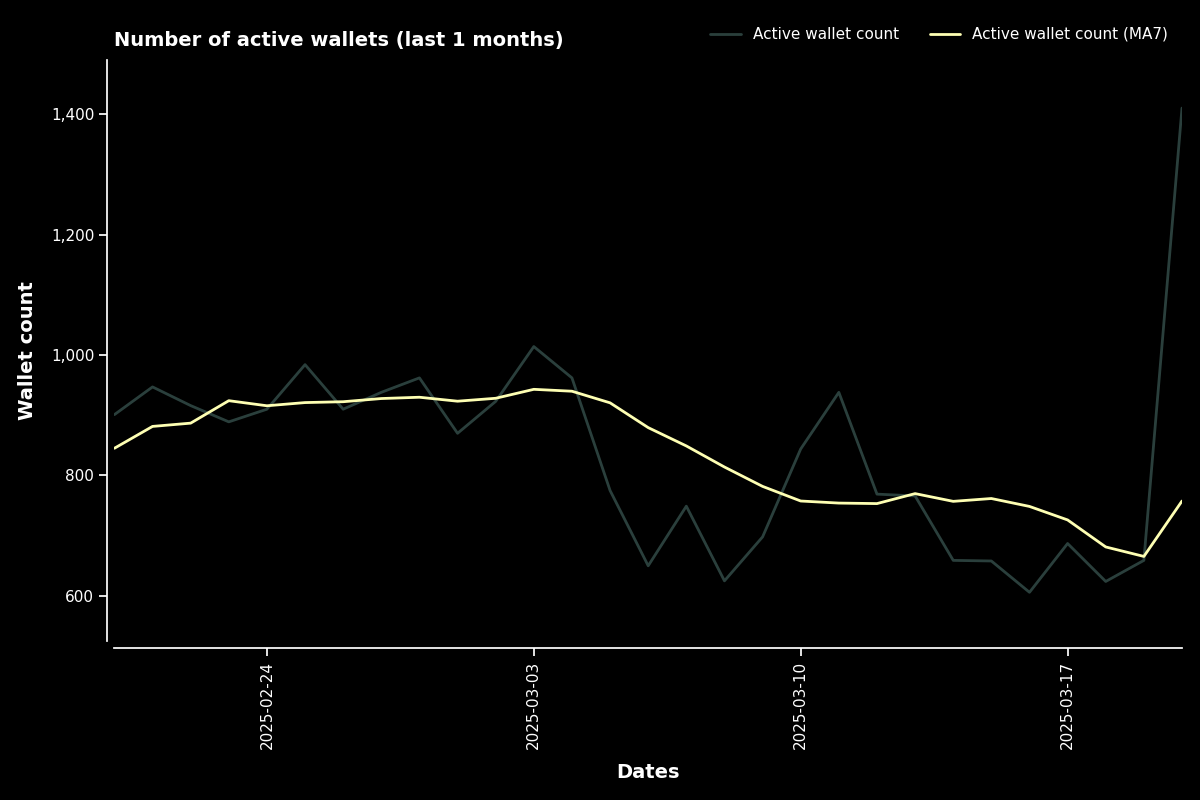 Number of active wallets (last 1 months)
Active wallet count
Active wallet count (MA7)
Wallet count
1,400
1,200
1,000
800
600
2025-02-24
2025-03-03
2025-03-10
2025-03-17
Dates